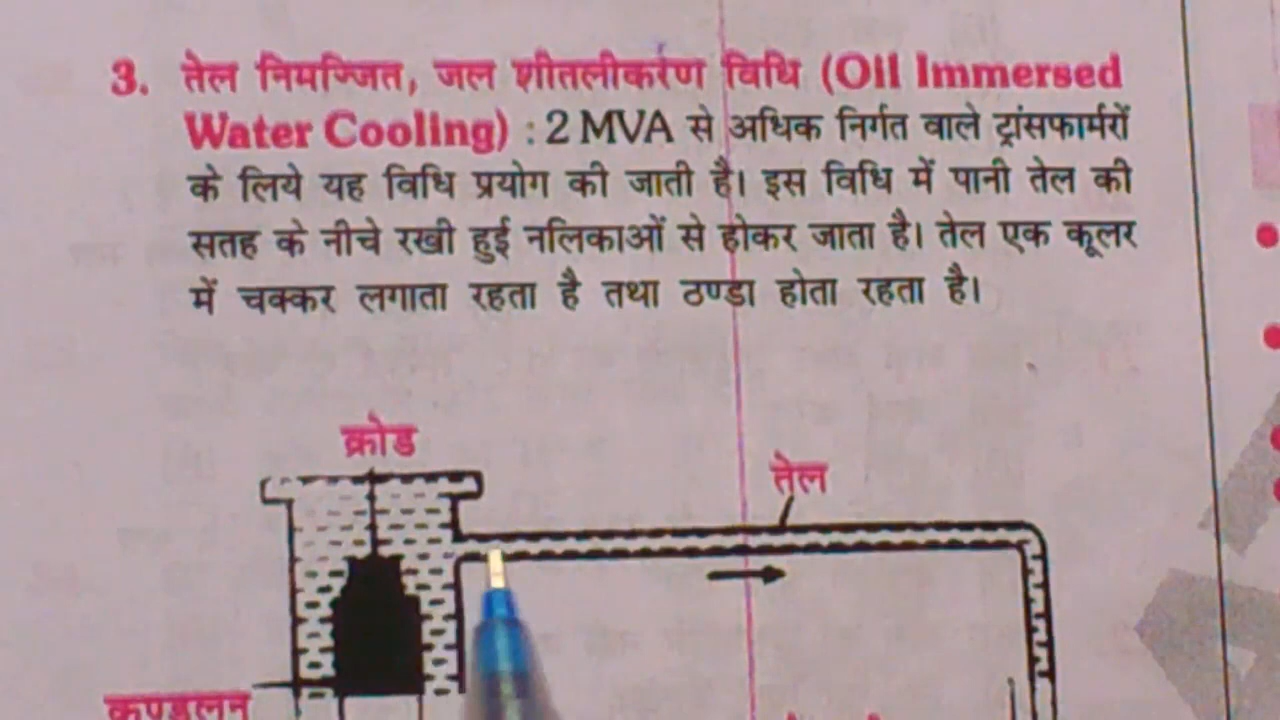 3. तेल निमज्जित, जल शीतलीकरण विधि (Oil Immersed
Water Cooling) : 2 MVA से अधिक निर्गत वाले ट्रांसफार्मरों
के लिये यह विधि प्रयोग की जाती है। इस विधि में पानी तेल की
सतह के नीचे रखी हुई नलिकाओं से होकर जाता है। तेल एक कूलर
में चक्कर लगाता रहता है तथा ठण्डा होता रहता है।
क्रोड
तेल
कुण्डलन